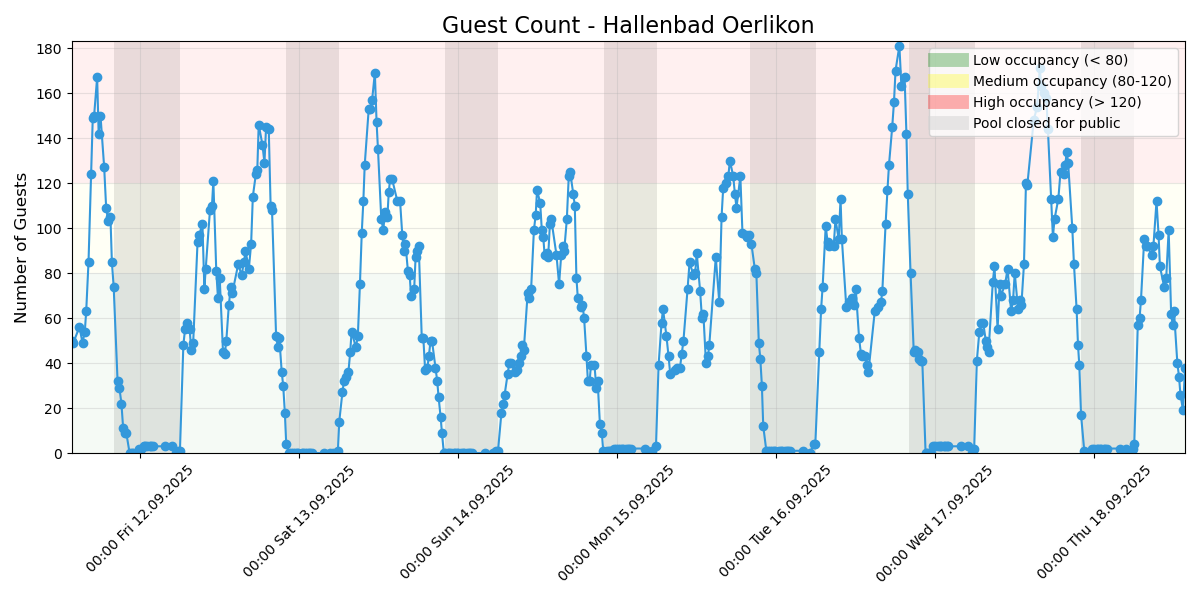 Guest Count - Hallenbad Oerlikon
Number of Guests
180
160
140
120
100
80
60
40
20
0
Low occupancy (< 80)
Medium occupancy (80-120)
High occupancy (> 120)
Pool closed for public
00:00 Fri 12.09.2025
00:00 Sat 13.09.2025
00:00 Sun 14.09.2025
00:00 Mon 15.09.2025
00:00 Tue 16.09.2025
00:00 Wed 17.09.2025
00:00 Thu 18.09.2025